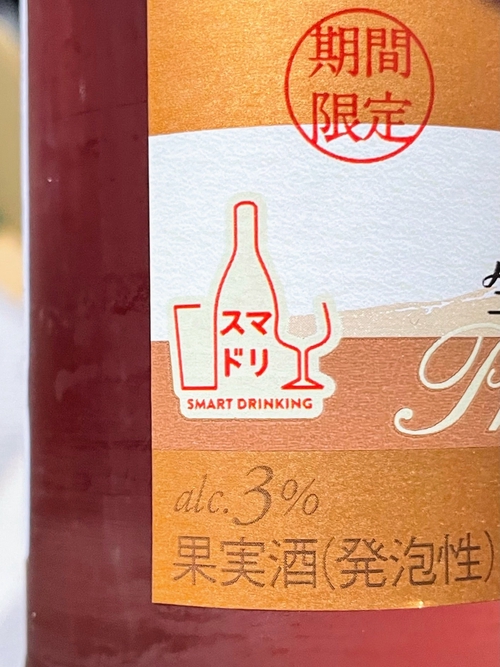 期間
限定
スマ
ドリ
SMART DRINKING
alc.3%
果実酒(発泡性)